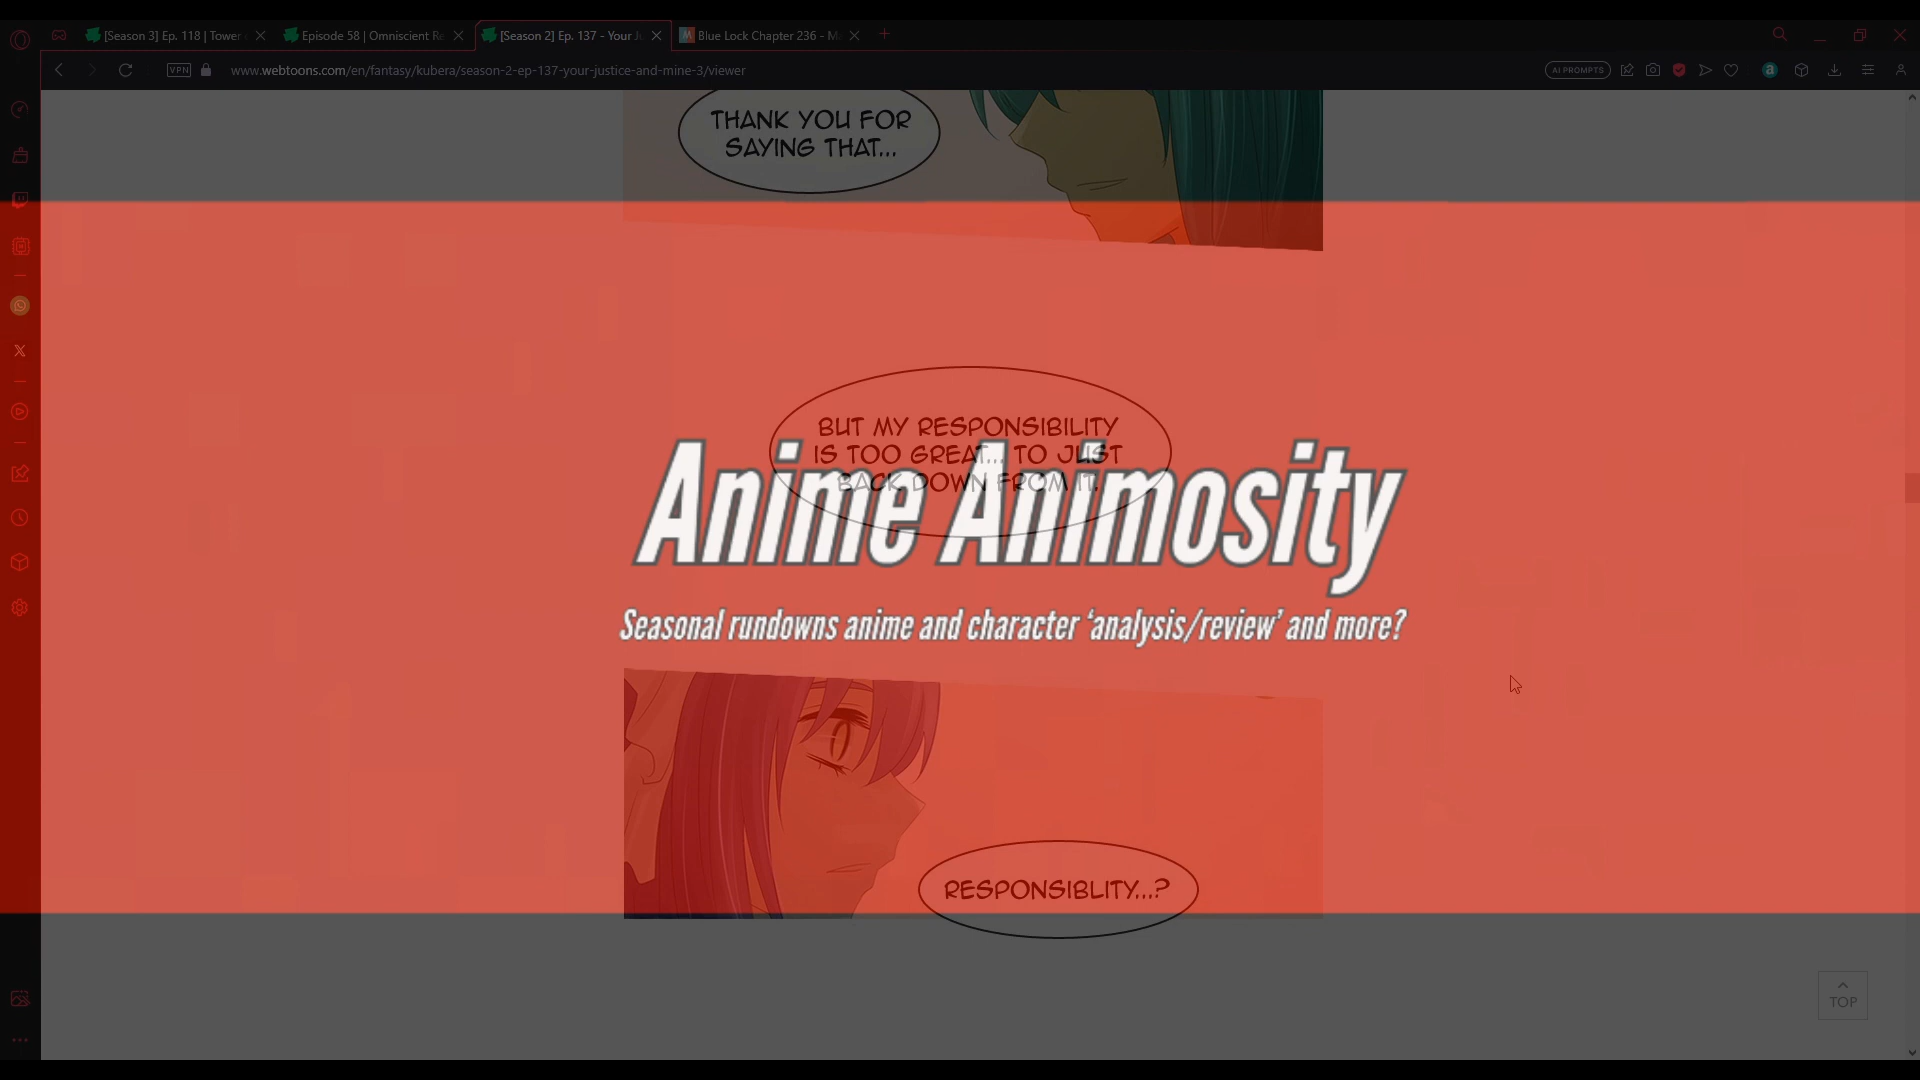 [Season 3] Ep. 118 | Tower
Episode 58 | Omniscient Re
[Season 2] Ep. 137 - Your Ju
Blue Lock Chapter 236 - M
VPN
www.webtoons.com/en/fantasy/kubera/season-2-ep-137-your-justice-and-mine-3/viewer
AI PROMPTS
THANK YOU FOR
SAYING THAT...
BUT MY RESPONSIBILITY
IS TOO GREAT... TO JUST
BACK DOWN FROM IT.
Anime Animosity
Seasonal rundowns anime and character ‘analysis/review’ and more?
RESPONSIBLITY...?
TOP